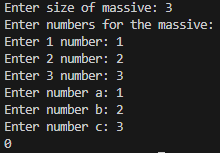 Enter size of massive: 3
Enter numbers for the massive:
Enter 1 number: 1
Enter 2 number: 2
Enter 3 number: 3
Enter number a: 1
Enter number b: 2
Enter number c: 3
0